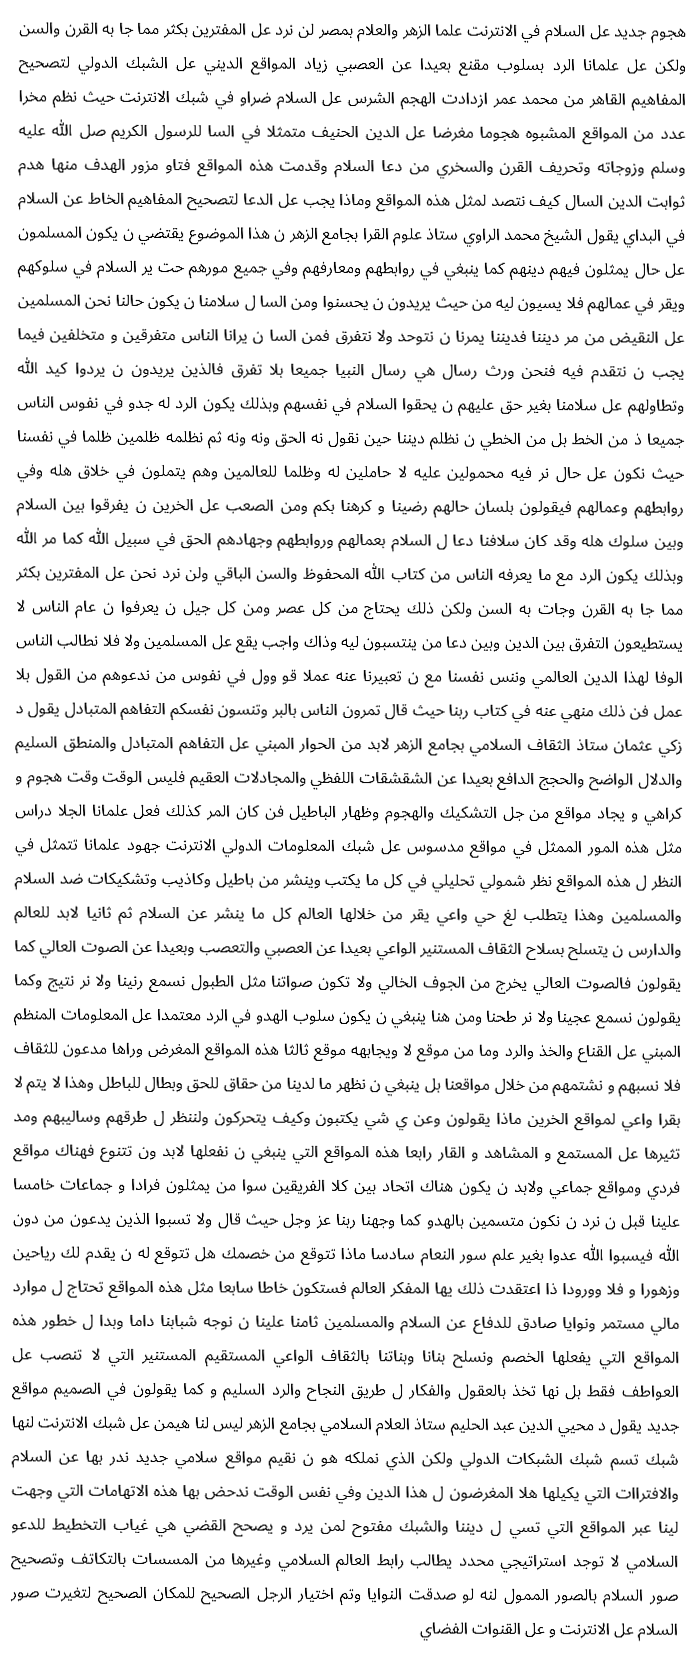 هجوم جديد عل السلام في الانترنت علما الزهر والعلام بمصر لن نرد عل المفترين بكثر مما جا به القرن والسن
ولكن عل علمانا الرد بسلوب مقنع بعيدا عن العصبي زياد المواقع الديني عل الشبك الدولي لتصحيح
المفاهيم القاهر من محمد عمر ازدادت الهجم الشرس عل السلام ضراو في شبك الانترنت حيث نظم مخرا
عدد من المواقع المشبوه هجوما مغرضا عل الدين الحنيف متمثلا في السا للرسول الكريم صل الله عليه
وسلم وزوجاته وتحريف القرن والسخري من دعا السلام وقدمت هذه المواقع فتاو مزور الهدف منها هدم
ثوابت الدين السال كيف نتصد لمثل هذه المواقع وماذا يجب عل الدعا لتصحيح المفاهيم الخاط عن السلام
في البداي يقول الشيخ محمد الراوي ستاذ علوم القرا بجامع الزهر ن هذا الموضوع يقتضي ن يكون المسلمون
عل حال يمثلون فيهم دينهم كما ينبغي في روابطهم ومعارفهم وفي جميع مورهم حت ير السلام في سلوكهم
ويقر في عمالهم فلا يسيون ليه من حيث يريدون ن يحسنوا ومن السا ل سلامنا ن يكون حالنا نحن المسلمين
عل النقيض من مر ديننا فديننا يمرنا ن نتوحد ولا نتفرق فمن السا ن يرانا الناس متفرقين و متخلفين فيما
يجب ن نتقدم فيه فنحن ورث رسال هي رسال النبيا جميعا بلا تفرق فالذين يريدون ن يردوا كيد الله
وتطاولهم عل سلامنا بغير حق عليهم ن يحقوا السلام في نفسهم وبذلك يكون الرد له جدو في نفوس الناس
جميعا ذ من الخط بل من الخطي ن نظلم ديننا حين نقول نه الحق ونه ونه ثم نظلمه ظلمين ظلما في نفسنا
حيث نكون عل حال نر فيه محمولين عليه لا حاملين له وظلما للعالمين وهم يتملون في خلاق هله وفي
روابطهم وعمالهم فيقولون بلسان حالهم رضينا و كرهنا بكم ومن الصعب عل الخرين ن يفرقوا بين السلام
وبين سلوك هله وقد كان سلافنا دعا ل السلام بعمالهم وروابطهم وجهادهم الحق في سبيل الله كما مر الله
وبذلك يكون الرد مع ما يعرفه الناس من كتاب الله المحفوظ والسن الباقي ولن نرد نحن عل المفترين بكثر
مما جا به القرن وجات به السن ولكن ذلك يحتاج من كل عصر ومن كل جيل ن يعرفوا ن عام الناس لا
يستطيعون التفرق بين الدين وبين دعا من ينتسبون ليه وذاك واجب يقع عل المسلمين ولا فلا نطالب الناس
الوفا لهذا الدين العالمي وننس نفسنا مع ن تعبيرنا عنه عملا قو وول في نفوس من ندعوهم من القول بلا
عمل فن ذلك منهي عنه في كتاب ربنا حيث قال تمرون الناس بالبر وتنسون نفسكم التفاهم المتبادل يقول د
زكي عثمان ستاذ الثقاف السلامي بجامع الزهر لابد من الحوار المبني عل التفاهم المتبادل والمنطق السليم
والدلال الواضح والحجج الدافع بعيدا عن الشقشقات اللفظي والمجادلات العقيم فليس الوقت وقت هجوم و
كراهي و يجاد مواقع من جل التشكيك والهجوم وظهار الباطيل فن كان المر كذلك فعل علمانا الجلا دراس
مثل هذه المور الممثل في مواقع مدسوس عل شبك المعلومات الدولي الانترنت جهود علمانا تتمثل في
النظر ل هذه المواقع نظر شمولي تحليلي في كل ما يكتب وينشر من باطيل وكاذيب وتشكيكات ضد السلام
والمسلمين وهذا يتطلب لغ حي واعي يقر من خلالها العالم كل ما ينشر عن السلام ثم ثانيا لابد للعالم
والدارس ن يتسلح بسلاح الثقاف المستنير الواعي بعيدا عن العصبي والتعصب وبعيدا عن الصوت العالي كما
يقولون فالصوت العالي يخرج من الجوف الخالي ولا تكون صواتنا مثل الطبول نسمع رنينا ولا نر نتيج وكما
يقولون نسمع عجينا ولا نر طحنا ومن هنا ينبغي ن يكون سلوب الهدو في الرد معتمدا عل المعلومات المنظم
المبني عل القناع والخذ والرد وما من موقع لا ويجابهه موقع ثالثا هذه المواقع المغرض وراها مدعون للثقاف
فلا نسبهم و نشتمهم من خلال مواقعنا بل ينبغي ن نظهر ما لدينا من حقاق للحق وبطال للباطل وهذا لا يتم لا
بقرا واعي لمواقع الخرين ماذا يقولون وعن ي شي يكتبون وكيف يتحركون ولننظر ل طرقهم وساليبهم ومد
تثيرها عل المستمع و المشاهد و القار رابعا هذه المواقع التي ينبغي ن نفعلها لابد ون تتنوع فهناك مواقع
فردي ومواقع جماعي ولابد ن يكون هناك اتحاد بين كلا الفريقين سوا من يمثلون فرادا و جماعات خامسا
علينا قبل ن نرد ن نكون متسمين بالهدو كما وجهنا ربنا عز وجل حيث قال ولا تسبوا الذين يدعون من دون
الله فيسبوا الله عدوا بغير علم سور النعام سادسا ماذا تتوقع من خصمك هل تتوقع له ن يقدم لك رياحين
وزهورا و فلا وورودا ذا اعتقدت ذلك يها المفكر العالم فستكون خاطا سابعا مثل هذه المواقع تحتاج ل موارد
مالي مستمر ونوايا صادق للدفاع عن السلام والمسلمين ثامنا علينا ن نوجه شبابنا داما وبدا ل خطور هذه
المواقع التي يفعلها الخصم ونسلح بنانا وبناتنا بالثقاف الواعي المستقيم المستنير التي لا تنصب عل
العواطف فقط بل نها تخذ بالعقول والفكار ل طريق النجاح والرد السليم و كما يقولون في الصميم مواقع
جديد يقول د محيي الدين عبد الحليم ستاذ العلام السلامي بجامع الزهر ليس لنا هيمن عل شبك الانترنت لنها
شبك تسم شبك الشبكات الدولي ولكن الذي نملكه هو ن نقيم مواقع سلامي جديد ندر بها عن السلام
والافتراات التي يكيلها هلا المغرضون ل هذا الدين وفي نفس الوقت ندحض بها هذه الاتهامات التي وجهت
لينا عبر المواقع التي تسي ل ديننا والشبك مفتوح لمن يرد و يصحح القضي هي غياب التخطيط للدعو
السلامي لا توجد استراتيجي محدد يطالب رابط العالم السلامي وغيرها من المسسات بالتكاتف وتصحيح
صور السلام بالصور الممول لنه لو صدقت النوايا وتم اختيار الرجل الصحيح للمكان الصحيح لتغيرت صور
السلام عل الانترنت و عل القنوات الفضاي